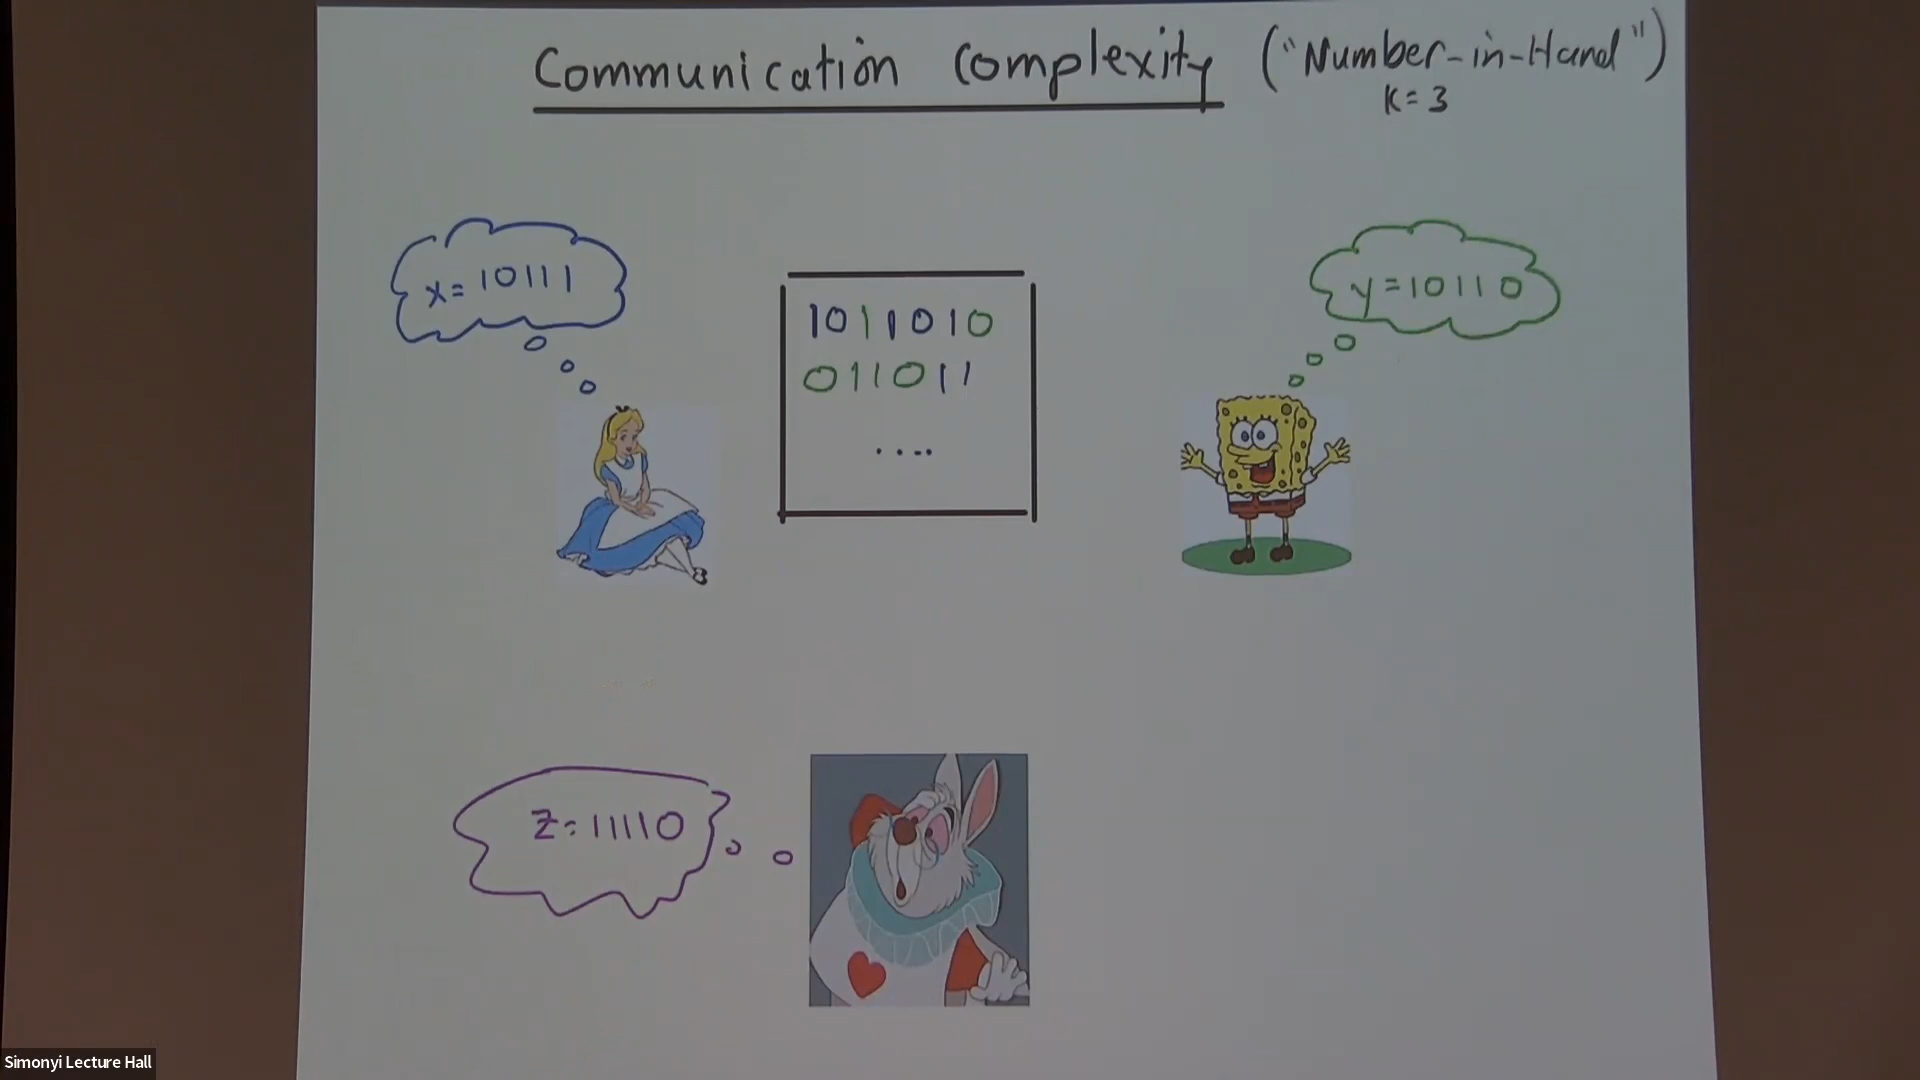 Communication Complexity ("Number-in-Hand")
K=3
x= 10111
y=10110
1011010
011011
....
z=11110
Simonyi Lecture Hall